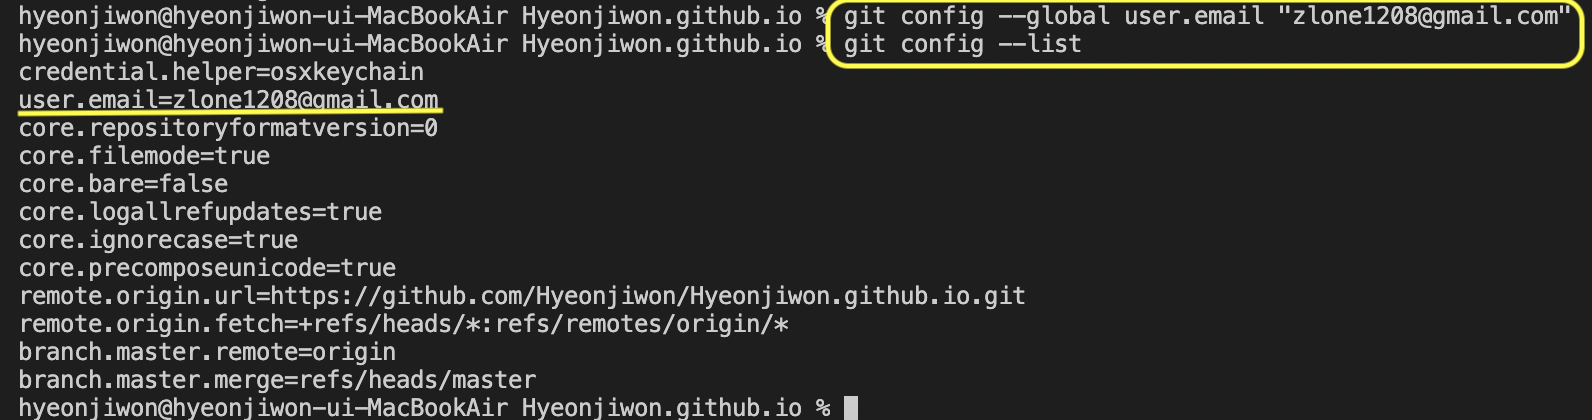 hyeonjiwon@hyeonjiwon-ui-MacBookAir Hyeonjiwon.github.io % git config --global user.email "zlone1208@gmail.com"
hyeonjiwon@hyeonjiwon-ui-MacBookAir Hyeonjiwon.github.io % git config --list
credential.helper=osxkeychain
user.email=zlone1208@gmail.com
core.repositoryformatversion=0
core.filemode=true
core.bare=false
core.logallrefupdates=true
core.ignorecase=true
core.precomposeunicode=true
remote.origin.url=https://github.com/Hyeonjiwon/Hyeonjiwon.github.io.git
remote.origin.fetch=+refs/heads/*:refs/remotes/origin/*
branch.master.remote=origin
branch.master.merge=refs/heads/master
hyeonjiwon@hyeonjiwon-ui-MacBookAir Hyeonjiwon.github.io %